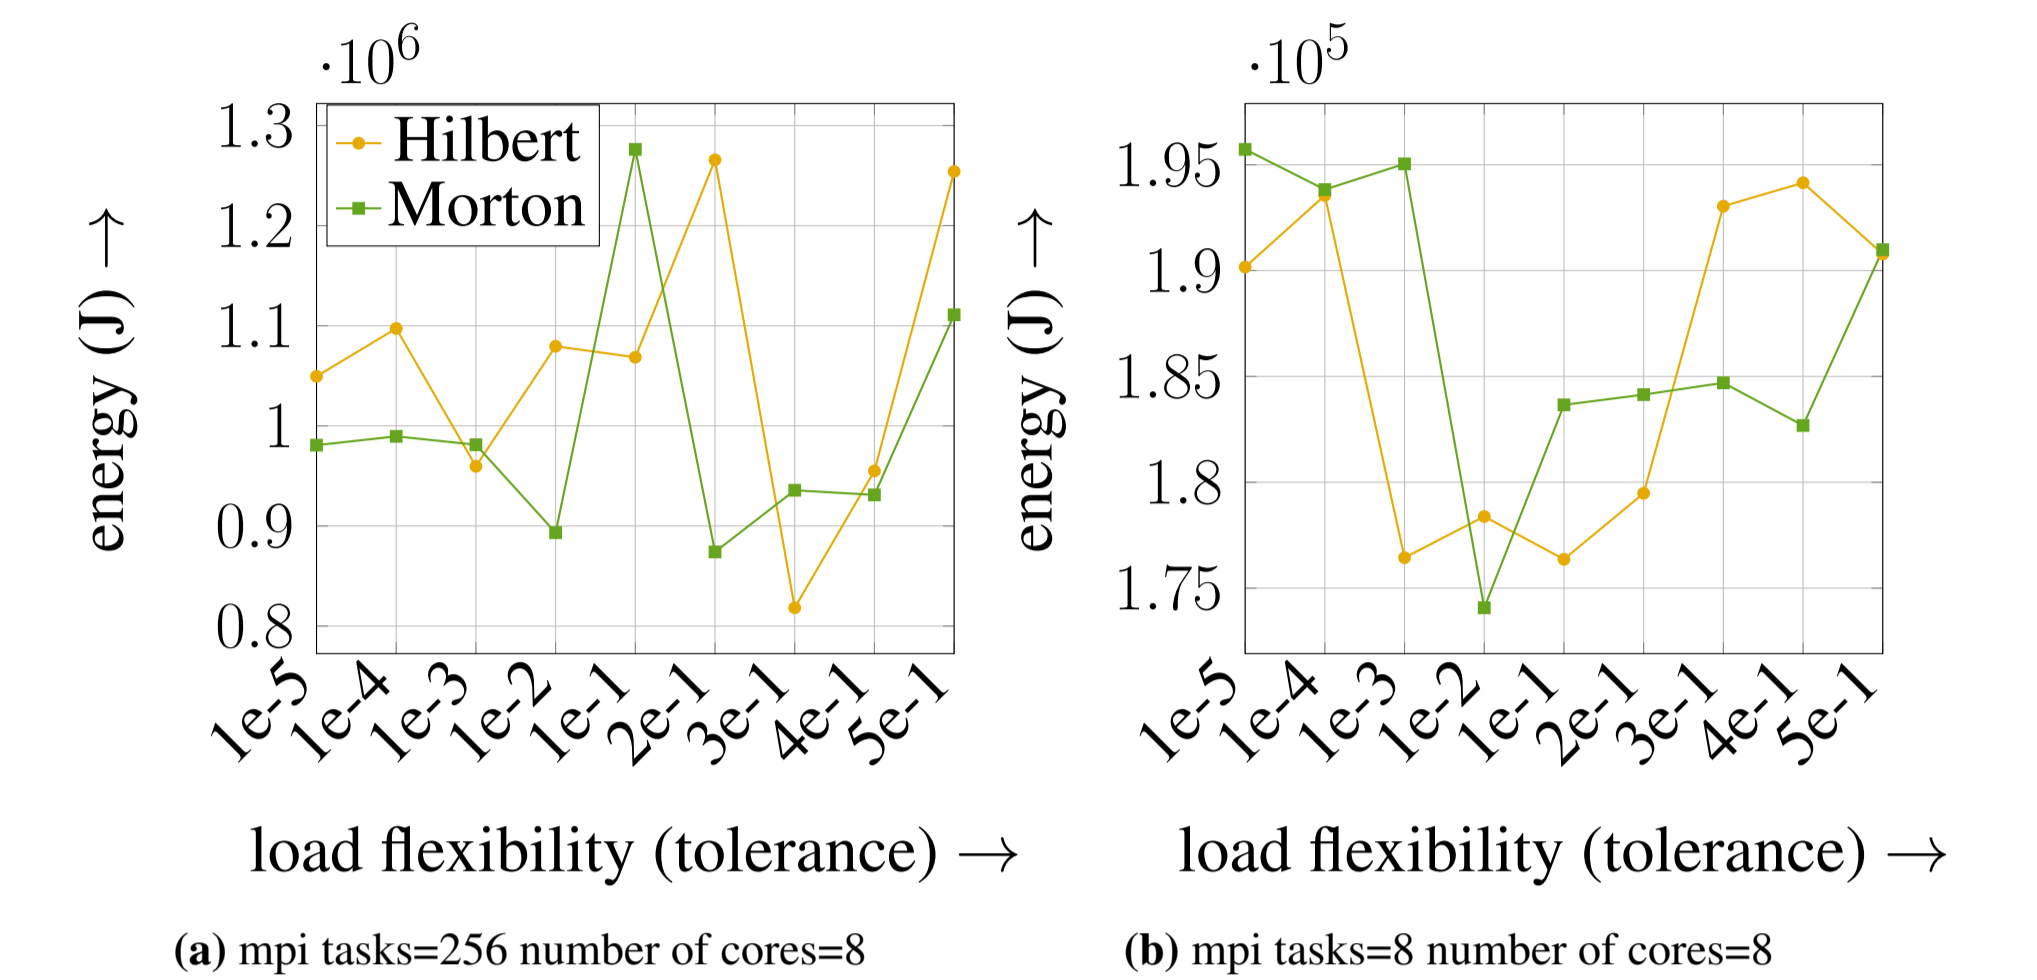 ·10⁶
1.3
1.2
1.1
1
0.9
0.8
energy (J) →
Hilbert
Morton
1e-5
1e-4
1e-3
1e-2
1e-1
2e-1
3e-1
4e-1
5e-1
load flexibility (tolerance) →
(a) mpi tasks=256 number of cores=8
·10⁵
1.95
1.9
1.85
1.8
1.75
energy (J) →
1e-5
1e-4
1e-3
1e-2
1e-1
2e-1
3e-1
4e-1
5e-1
load flexibility (tolerance) →
(b) mpi tasks=8 number of cores=8